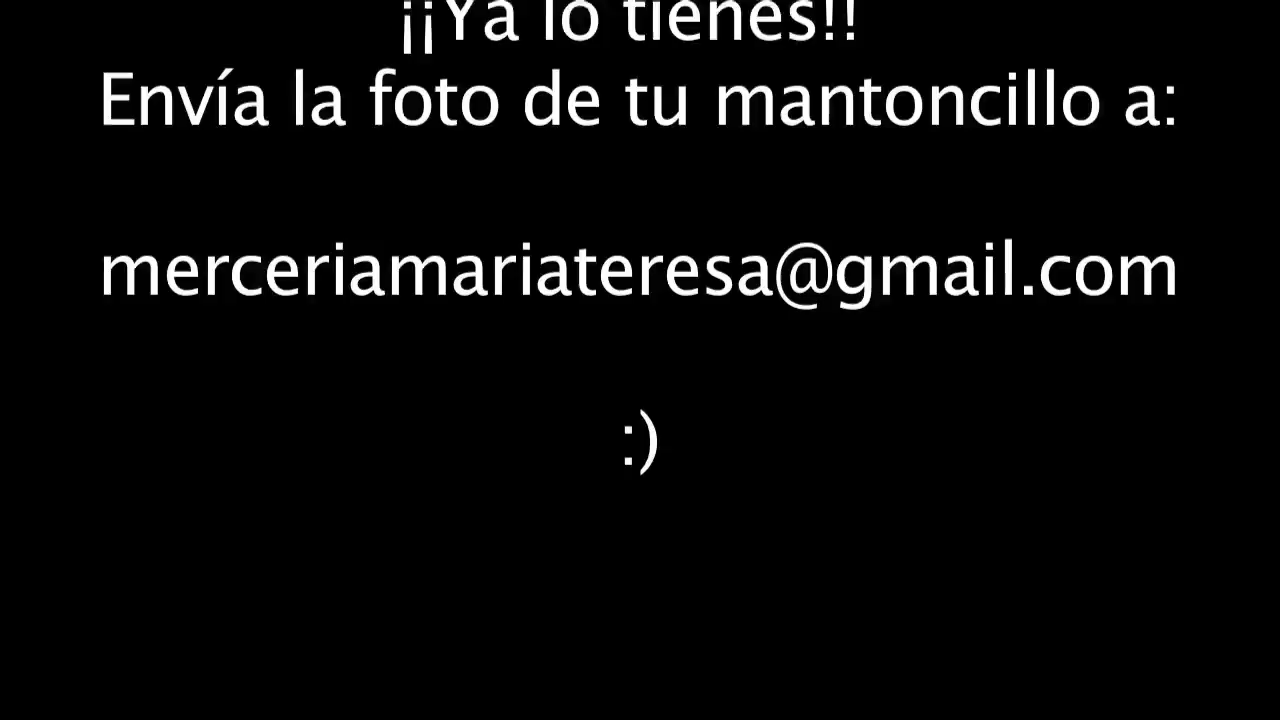 ¡¡Ya lo tienes!!
Envía la foto de tu mantoncillo a:
merceriamariateresa@gmail.com
:)